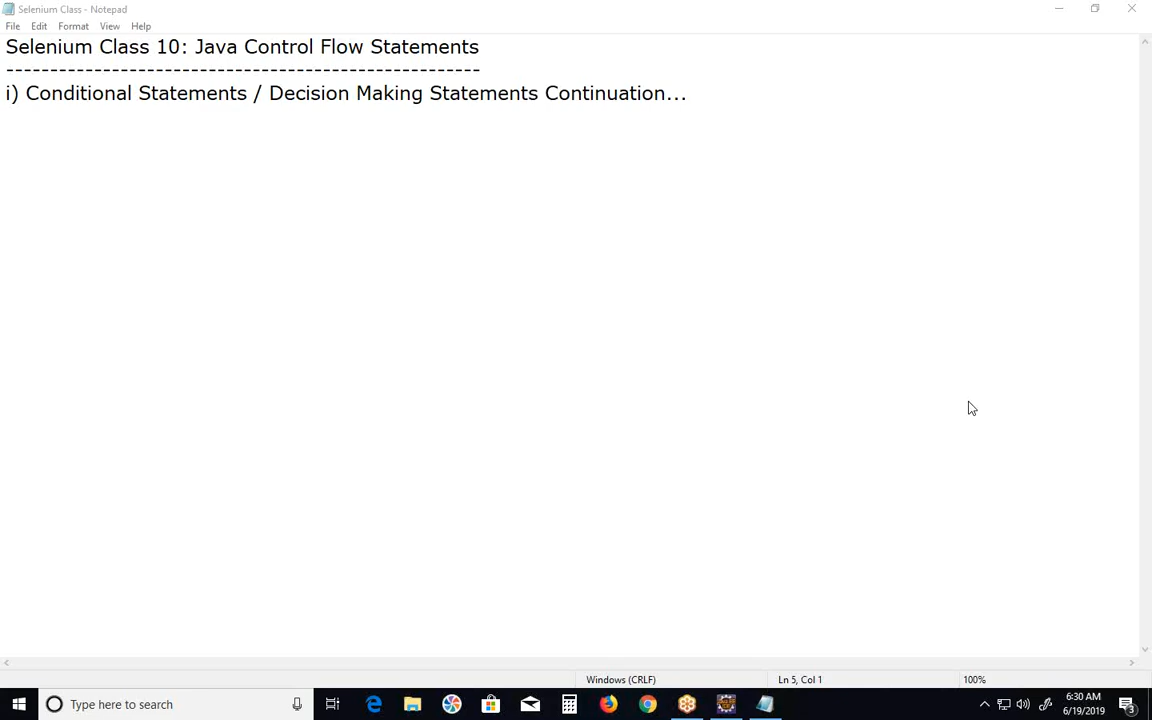 Selenium Class - Notepad
File Edit Format View Help
Selenium Class 10: Java Control Flow Statements
------------------------------------------------------
i) Conditional Statements / Decision Making Statements Continuation...
Windows (CRLF) Ln 5, Col 1 100%
Type here to search
6:30 AM
6/19/2019
3